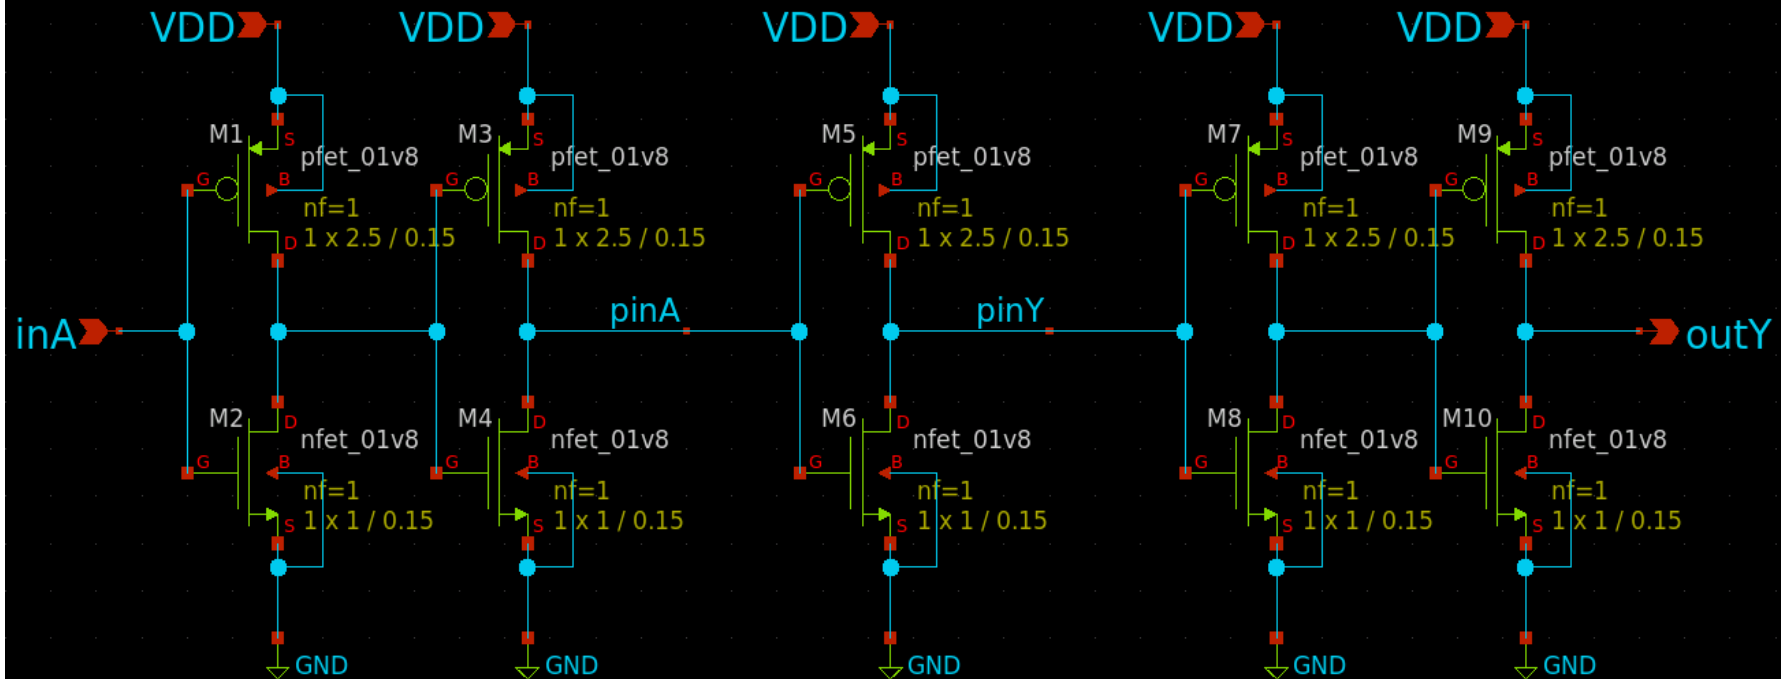 VDD VDD VDD VDD VDD
M1 S M3 S M5 S M7 S M9 S
pfet_01v8 pfet_01v8 pfet_01v8 pfet_01v8 pfet_01v8
G B G B G B G B G B
nf=1 nf=1 nf=1 nf=1 nf=1
1 x 2.5 / 0.15 1 x 2.5 / 0.15 1 x 2.5 / 0.15 1 x 2.5 / 0.15 1 x 2.5 / 0.15
D D D D D
inA pinA pinY outY
M2 D M4 D M6 D M8 D M10 D
nfet_01v8 nfet_01v8 nfet_01v8 nfet_01v8 nfet_01v8
G B G B G B G B G B
nf=1 nf=1 nf=1 nf=1 nf=1
1 x 1 / 0.15 1 x 1 / 0.15 1 x 1 / 0.15 1 x 1 / 0.15 1 x 1 / 0.15
S S S S S
GND GND GND GND GND